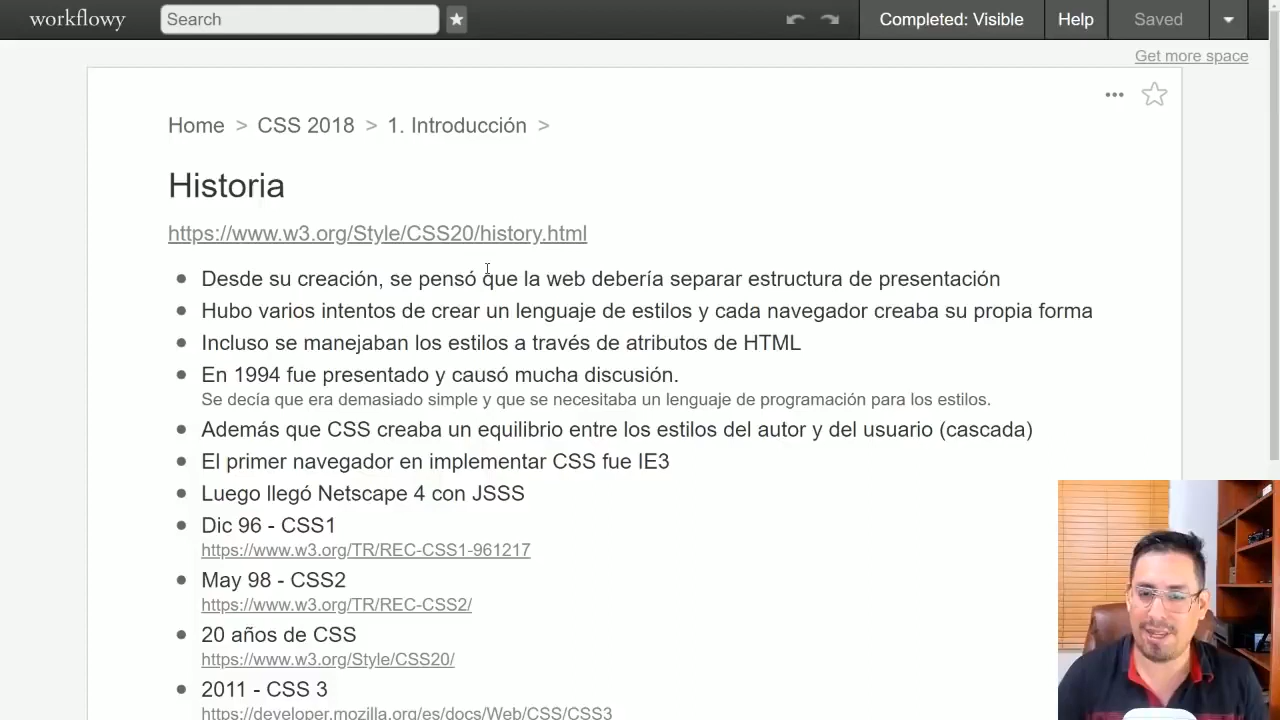 workflowy
Search
Completed: Visible
Help
Saved
Get more space
Home > CSS 2018 > 1. Introducción >
Historia
https://www.w3.org/Style/CSS20/history.html
Desde su creación, se pensó que la web debería separar estructura de presentación
Hubo varios intentos de crear un lenguaje de estilos y cada navegador creaba su propia forma
Incluso se manejaban los estilos a través de atributos de HTML
En 1994 fue presentado y causó mucha discusión.
Se decía que era demasiado simple y que se necesitaba un lenguaje de programación para los estilos.
Además que CSS creaba un equilibrio entre los estilos del autor y del usuario (cascada)
El primer navegador en implementar CSS fue IE3
Luego llegó Netscape 4 con JSSS
Dic 96 - CSS1
https://www.w3.org/TR/REC-CSS1-961217
May 98 - CSS2
https://www.w3.org/TR/REC-CSS2/
20 años de CSS
https://www.w3.org/Style/CSS20/
2011 - CSS 3
https://developer.mozilla.org/es/docs/Web/CSS/CSS3